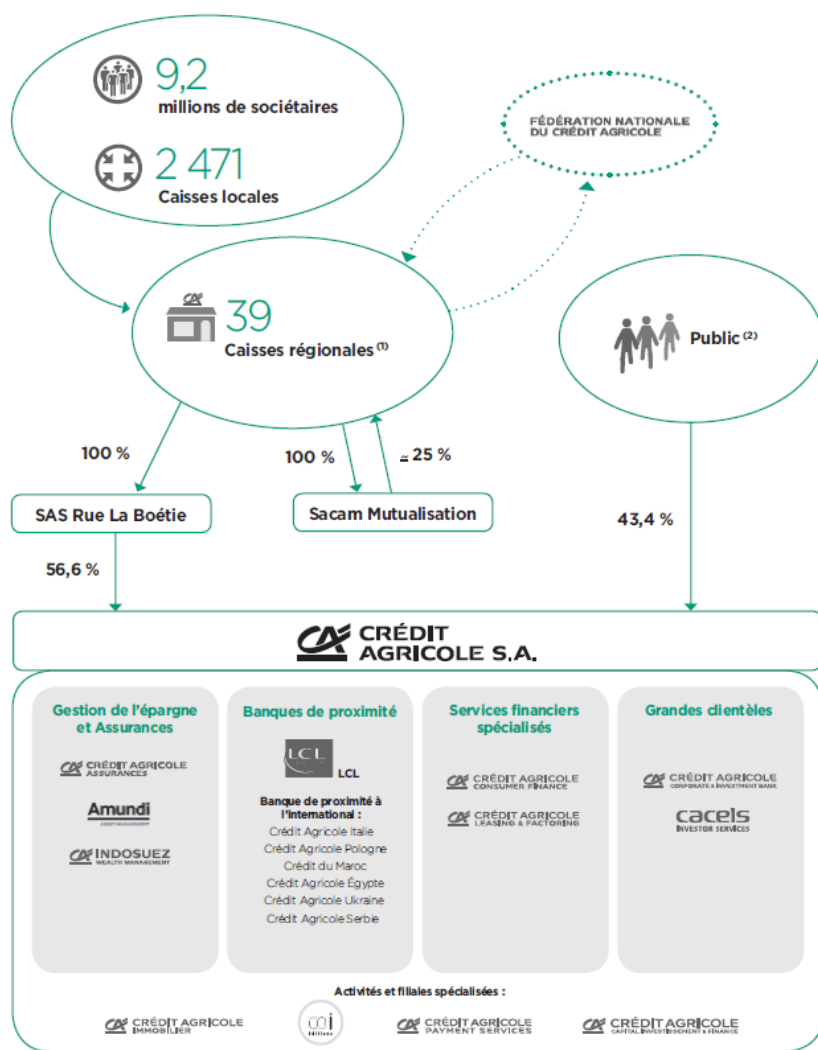 9,2
millions de sociétaires
2 471
Caisses locales
FÉDÉRATION NATIONALE
DU CRÉDIT AGRICOLE
39
Caisses régionales (1)
Public (2)
100 %
100 %
≃ 25 %
SAS Rue La Boétie
Sacam Mutualisation
43,4 %
56,6 %
CRÉDIT
AGRICOLE S.A.
Gestion de l'épargne
et Assurances
CRÉDIT AGRICOLE
ASSURANCES
Amundi
ASSET MANAGEMENT
INDOSUEZ
WEALTH MANAGEMENT
Banques de proximité
LCL
LCL
Banque de proximité à
l'international :
Crédit Agricole Italie
Crédit Agricole Pologne
Crédit du Maroc
Crédit Agricole Égypte
Crédit Agricole Ukraine
Crédit Agricole Serbie
Services financiers
spécialisés
CRÉDIT AGRICOLE
CONSUMER FINANCE
CRÉDIT AGRICOLE
LEASING & FACTORING
Grandes clientèles
CRÉDIT AGRICOLE
CORPORATE & INVESTMENT BANK
caceis
INVESTOR SERVICES
Activités et filiales spécialisées :
CRÉDIT AGRICOLE
IMMOBILIER
éditions
CRÉDIT AGRICOLE
PAYMENT SERVICES
CRÉDIT AGRICOLE
CAPITAL INVESTISSEMENT & FINANCE